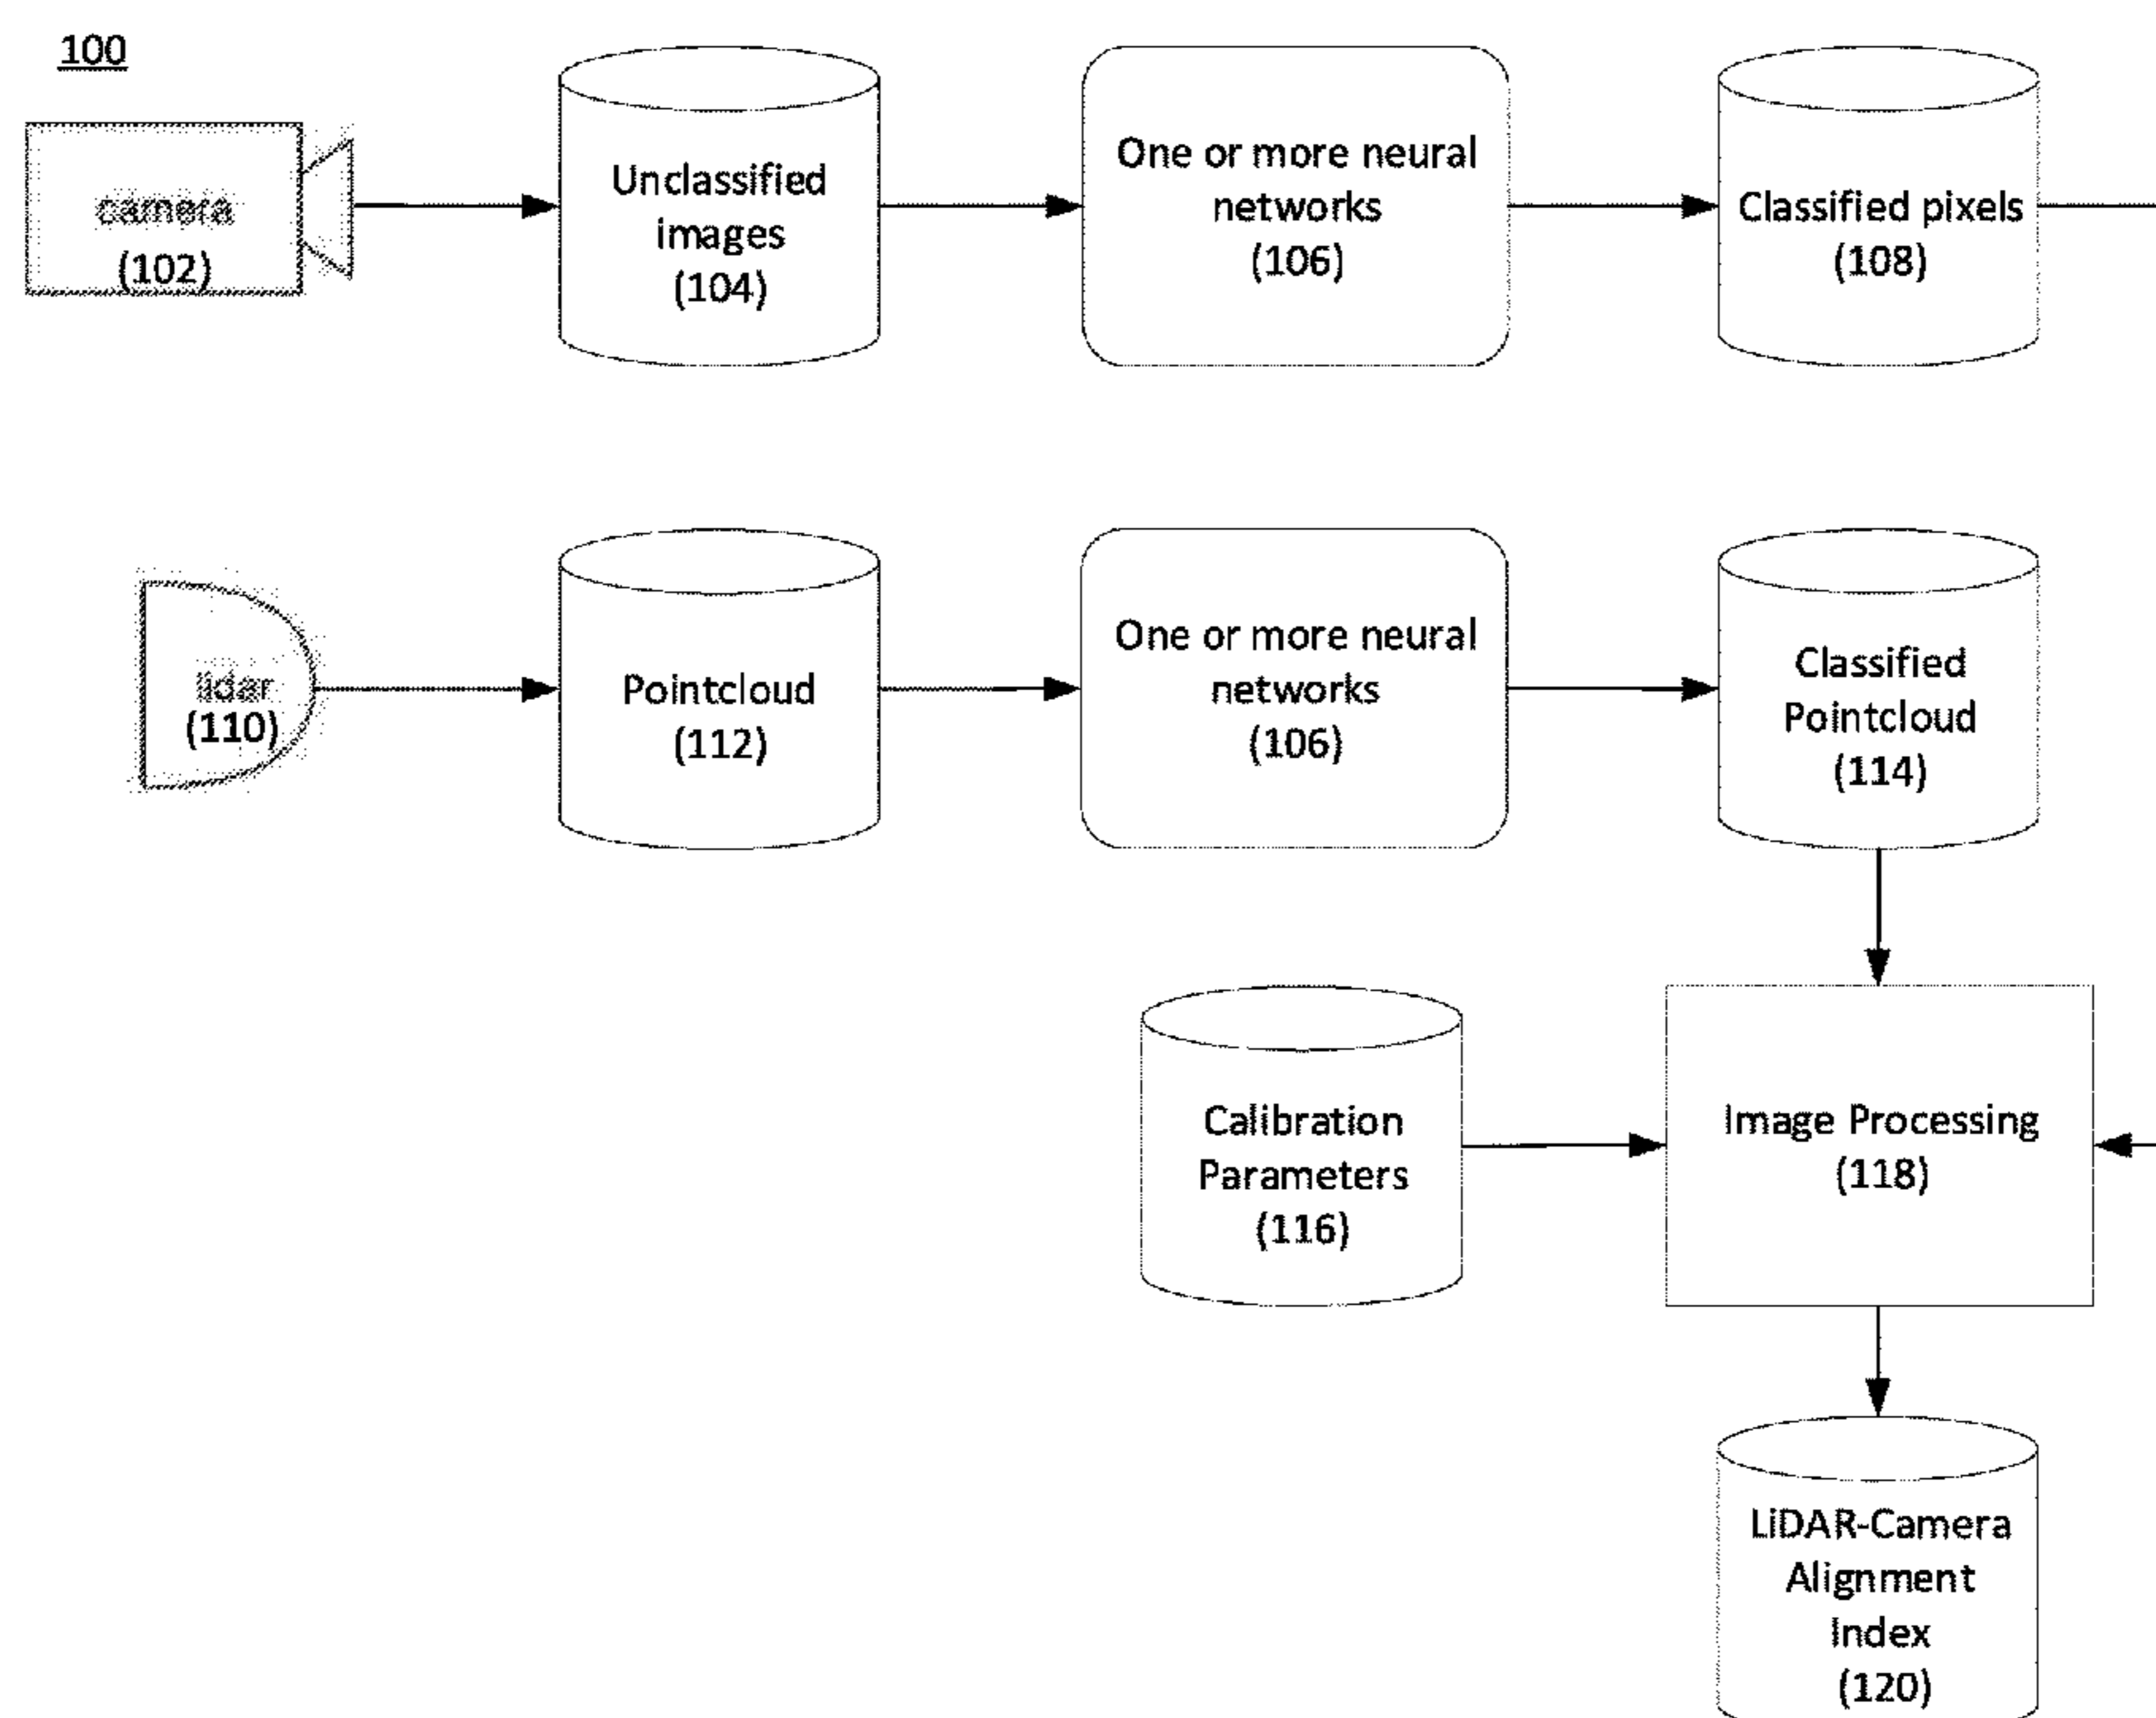 100
camera
(102)
Unclassified
images
(104)
One or more neural
networks
(106)
Classified pixels
(108)
lidar
(110)
Pointcloud
(112)
One or more neural
networks
(106)
Classified
Pointcloud
(114)
Calibration
Parameters
(116)
Image Processing
(118)
LiDAR-Camera
Alignment
Index
(120)